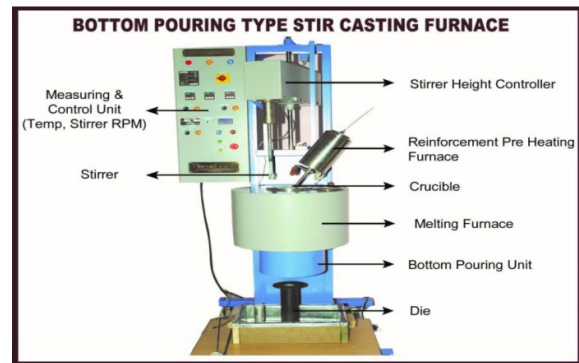 BOTTOM POURING TYPE STIR CASTING FURNACE
Measuring &
Control Unit
(Temp, Stirrer RPM)
Stirrer
Stirrer Height Controller
Reinforcement Pre Heating
Furnace
Crucible
Melting Furnace
Bottom Pouring Unit
Die